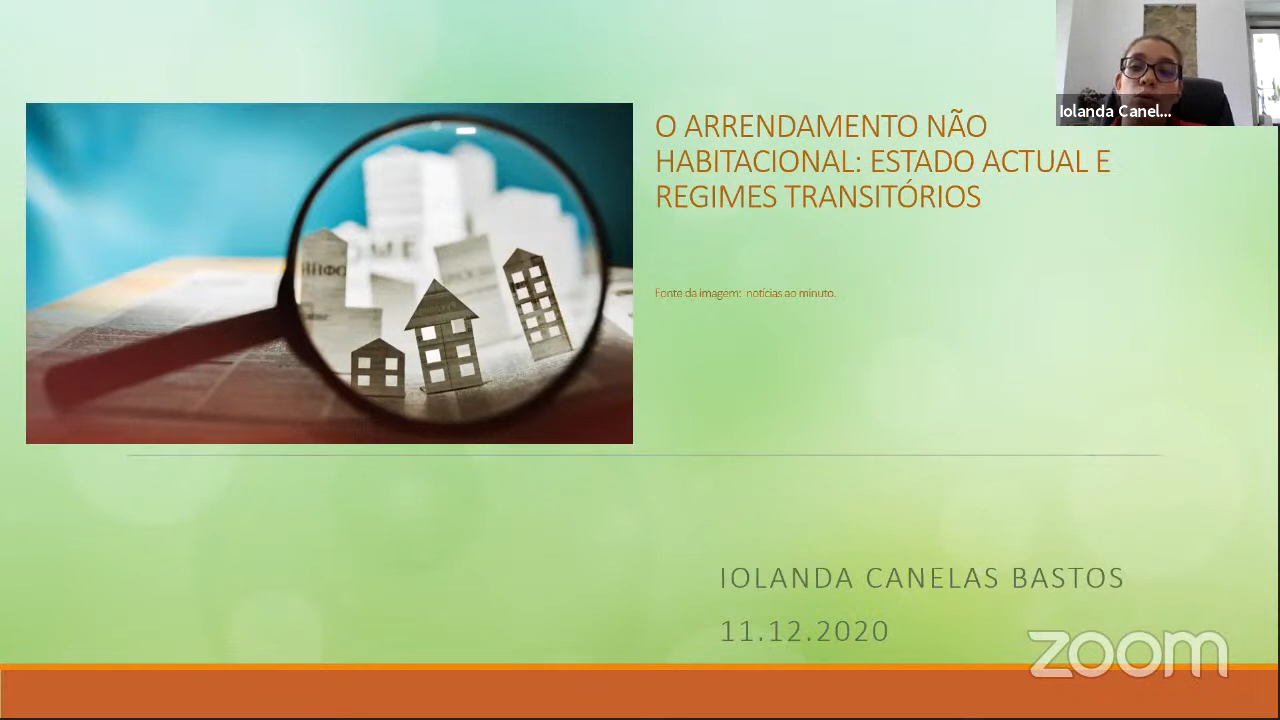 Iolanda Canel...
O ARRENDAMENTO NÃO
HABITACIONAL: ESTADO ACTUAL E
REGIMES TRANSITÓRIOS
Fonte da imagem: notícias ao minuto.
IOLANDA CANELAS BASTOS
11.12.2020
zoom